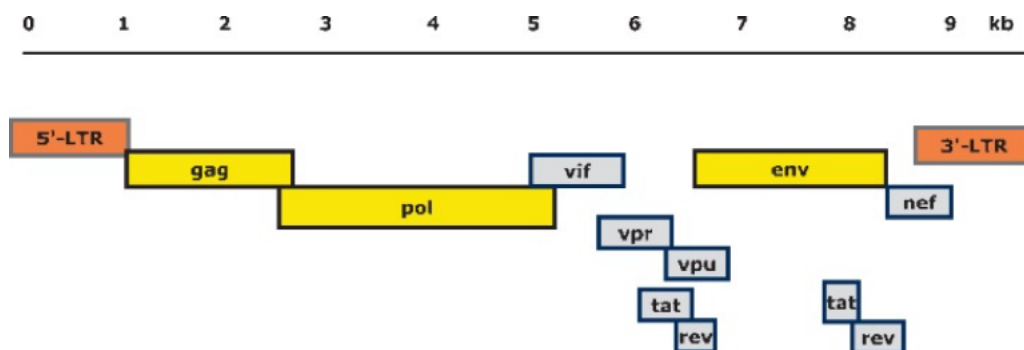 0 1 2 3 4 5 6 7 8 9 kb
5'-LTR
3'-LTR
gag
vif
env
pol
nef
vpr
vpu
tat
tat
rev
rev